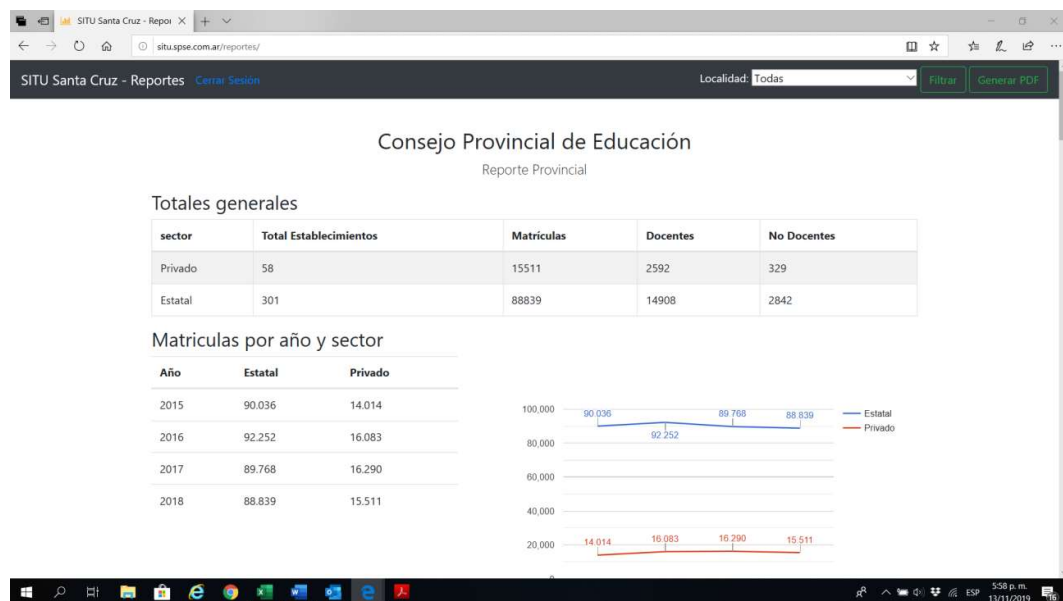 SITU Santa Cruz - Repor
situ.spse.com.ar/reportes/
SITU Santa Cruz - Reportes Cerrar Sesión Localidad: Todas Filtrar Generar PDF
Consejo Provincial de Educación
Reporte Provincial
Totales generales
sector Total Establecimientos Matrículas Docentes No Docentes
Privado 58 15511 2592 329
Estatal 301 88839 14908 2842
Matriculas por año y sector
Año Estatal Privado
2015 90.036 14.014
2016 92.252 16.083
2017 89.768 16.290
2018 88.839 15.511
100,000
80,000
60,000
40,000
20,000
0
90 036 92 252 89 768 88 839
14 014 16 083 16 290 15 511
Estatal
Privado
ESP
5:58 p. m.
13/11/2019
16